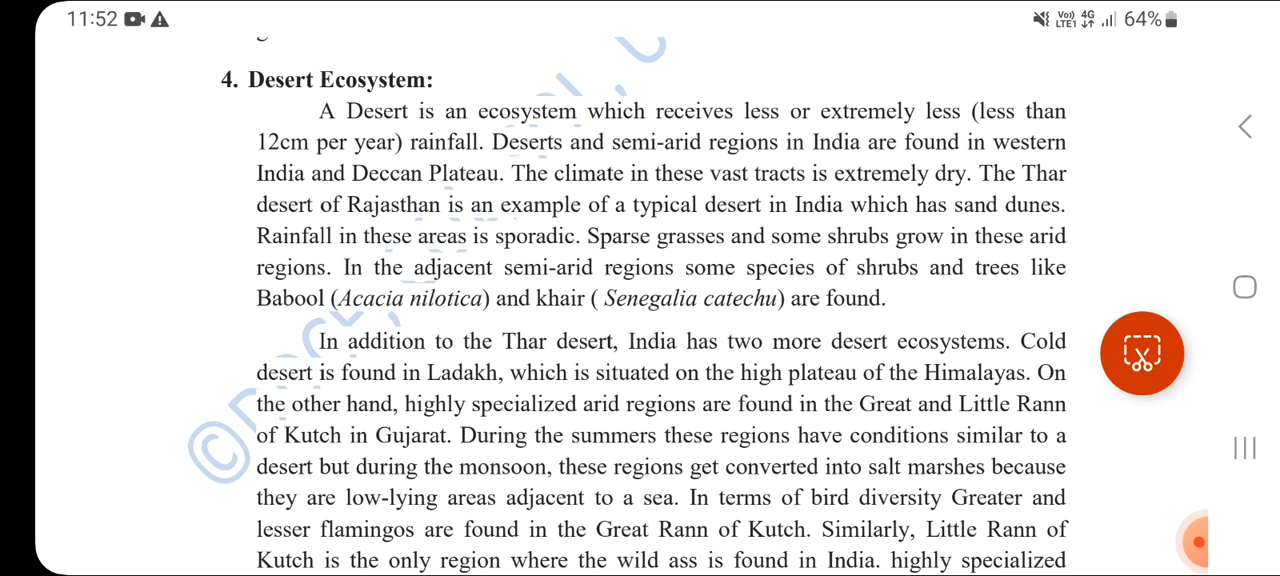 11:52
Vo) 4G
LTE1
64%
4. Desert Ecosystem:
A Desert is an ecosystem which receives less or extremely less (less than
12cm per year) rainfall. Deserts and semi-arid regions in India are found in western
India and Deccan Plateau. The climate in these vast tracts is extremely dry. The Thar
desert of Rajasthan is an example of a typical desert in India which has sand dunes.
Rainfall in these areas is sporadic. Sparse grasses and some shrubs grow in these arid
regions. In the adjacent semi-arid regions some species of shrubs and trees like
Babool (Acacia nilotica) and khair ( Senegalia catechu) are found.
In addition to the Thar desert, India has two more desert ecosystems. Cold
desert is found in Ladakh, which is situated on the high plateau of the Himalayas. On
the other hand, highly specialized arid regions are found in the Great and Little Rann
of Kutch in Gujarat. During the summers these regions have conditions similar to a
desert but during the monsoon, these regions get converted into salt marshes because
they are low-lying areas adjacent to a sea. In terms of bird diversity Greater and
lesser flamingos are found in the Great Rann of Kutch. Similarly, Little Rann of
Kutch is the only region where the wild ass is found in India. highly specialized